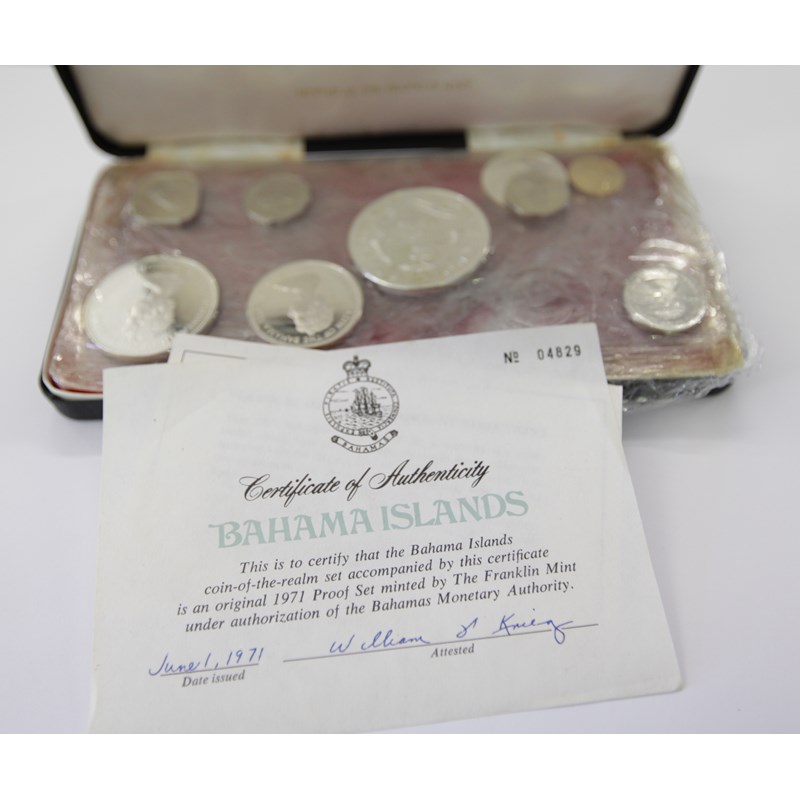 Nº 04829
BAHAMAS
Certificate of Authenticity
BAHAMA ISLANDS
This is to certify that the Bahama Islands
coin-of-the-realm set accompanied by this certificate
is an original 1971 Proof Set minted by The Franklin Mint
under authorization of the Bahamas Monetary Authority.
June 1, 1971
Date issued
William
Attested